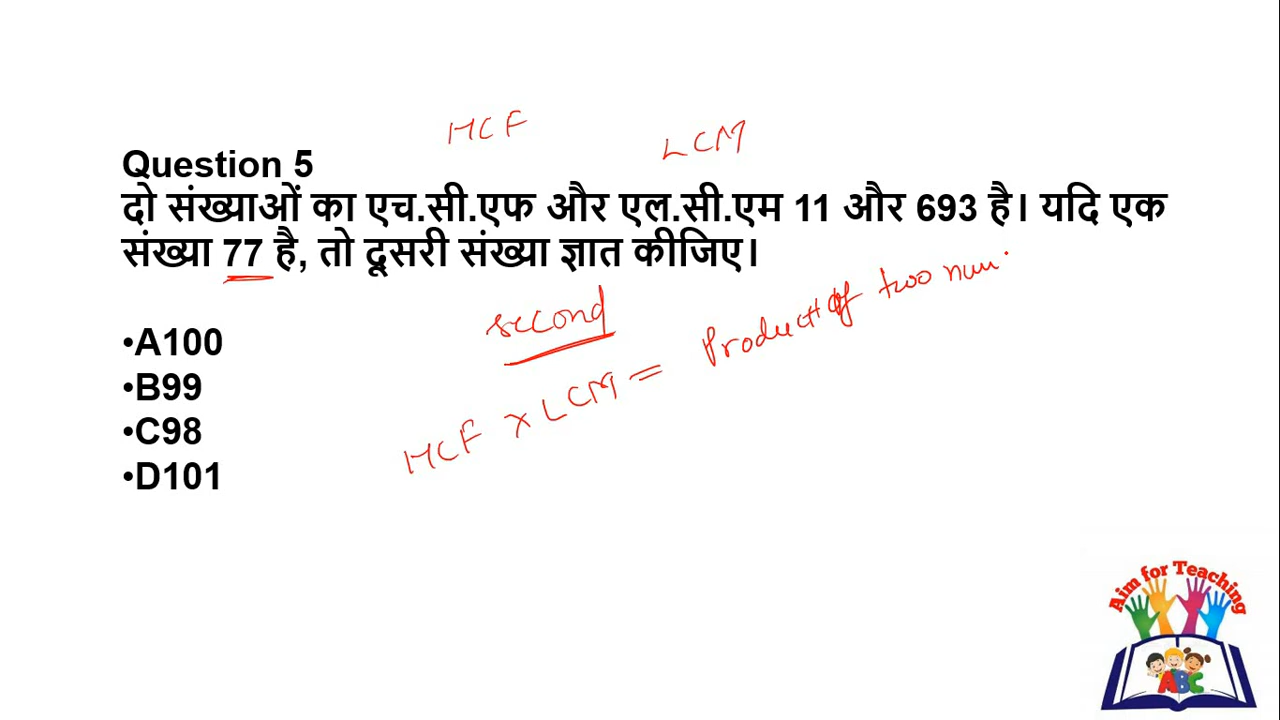 HCF
LCM
Question 5
दो संख्याओं का एच.सी.एफ और एल.सी.एम 11 और 693 है। यदि एक
संख्या 77 है, तो दूसरी संख्या ज्ञात कीजिए।
second
HCF X LCM = Product of two num.
•A100
•B99
•C98
•D101
Aim for Teaching
ABC